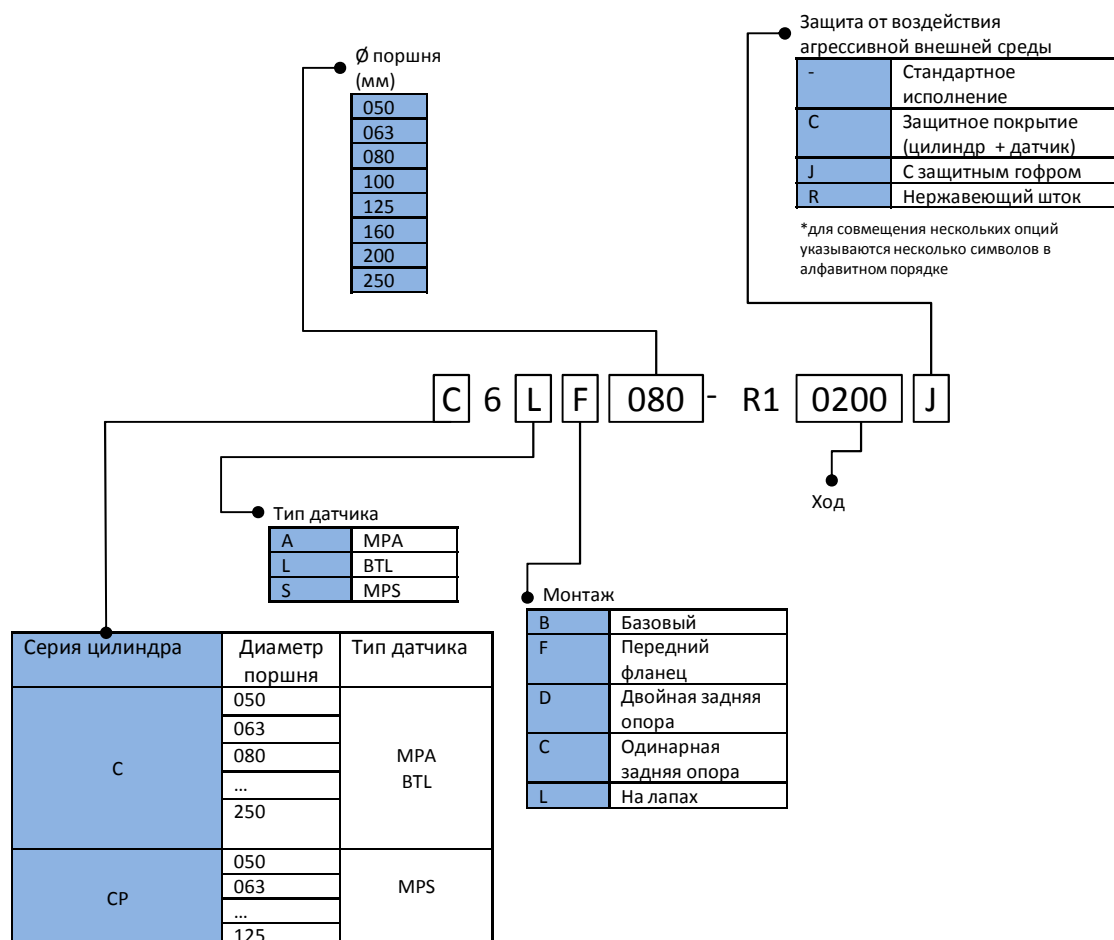 Ø поршня
(мм)
050
063
080
100
125
160
200
250
Защита от воздействия
агрессивной внешней среды
- Стандартное
исполнение
C Защитное покрытие
(цилиндр + датчик)
J С защитным гофром
R Нержавеющий шток
*для совмещения нескольких опций
указываются несколько символов в
алфавитном порядке
C 6 L F 080 - R1 0200 J
Ход
Тип датчика
A MPA
L BTL
S MPS
Монтаж
B Базовый
F Передний
фланец
D Двойная задняя
опора
C Одинарная
задняя опора
L На лапах
Серия цилиндра Диаметр Тип датчика
поршня
050
063
080
C MPA
BTL
...
250
050
063
CP MPS
...
125